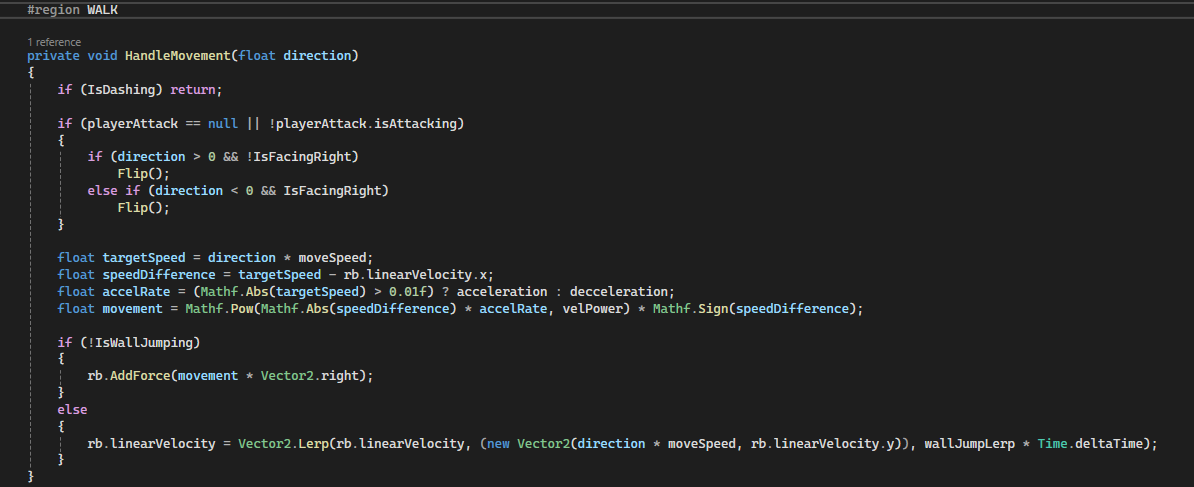 #region WALK
1 reference
private void HandleMovement(float direction)
{
if (IsDashing) return;
if (playerAttack == null || !playerAttack.isAttacking)
{
if (direction > 0 && !IsFacingRight)
Flip();
else if (direction < 0 && IsFacingRight)
Flip();
}
float targetSpeed = direction * moveSpeed;
float speedDifference = targetSpeed - rb.linearVelocity.x;
float accelRate = (Mathf.Abs(targetSpeed) > 0.01f) ? acceleration : decceleration;
float movement = Mathf.Pow(Mathf.Abs(speedDifference) * accelRate, velPower) * Mathf.Sign(speedDifference);
if (!IsWallJumping)
{
rb.AddForce(movement * Vector2.right);
}
else
{
rb.linearVelocity = Vector2.Lerp(rb.linearVelocity, (new Vector2(direction * moveSpeed, rb.linearVelocity.y)), wallJumpLerp * Time.deltaTime);
}
}